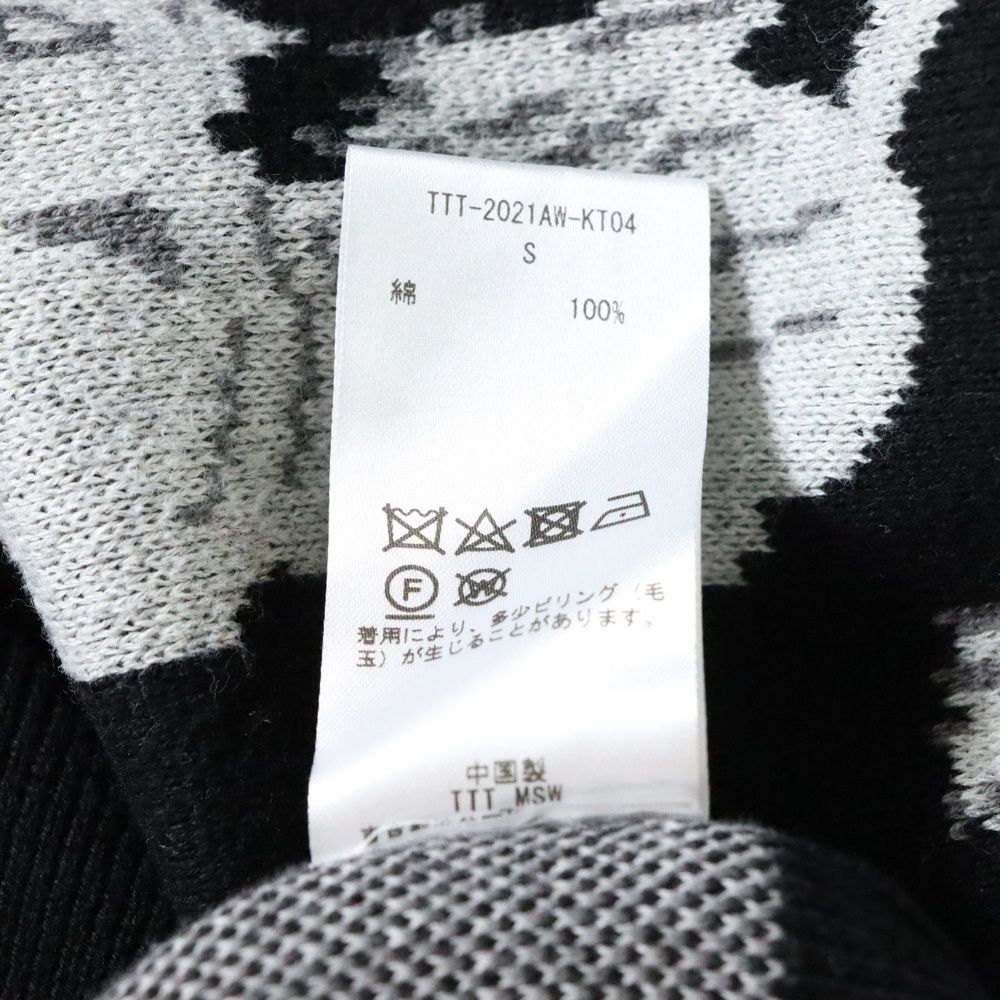 TTT-2021AW-KT04
S
綿 100%
F
W
着用により、多少ピリング（毛
玉）が生じることがあります。
中国製
TTT_MSW